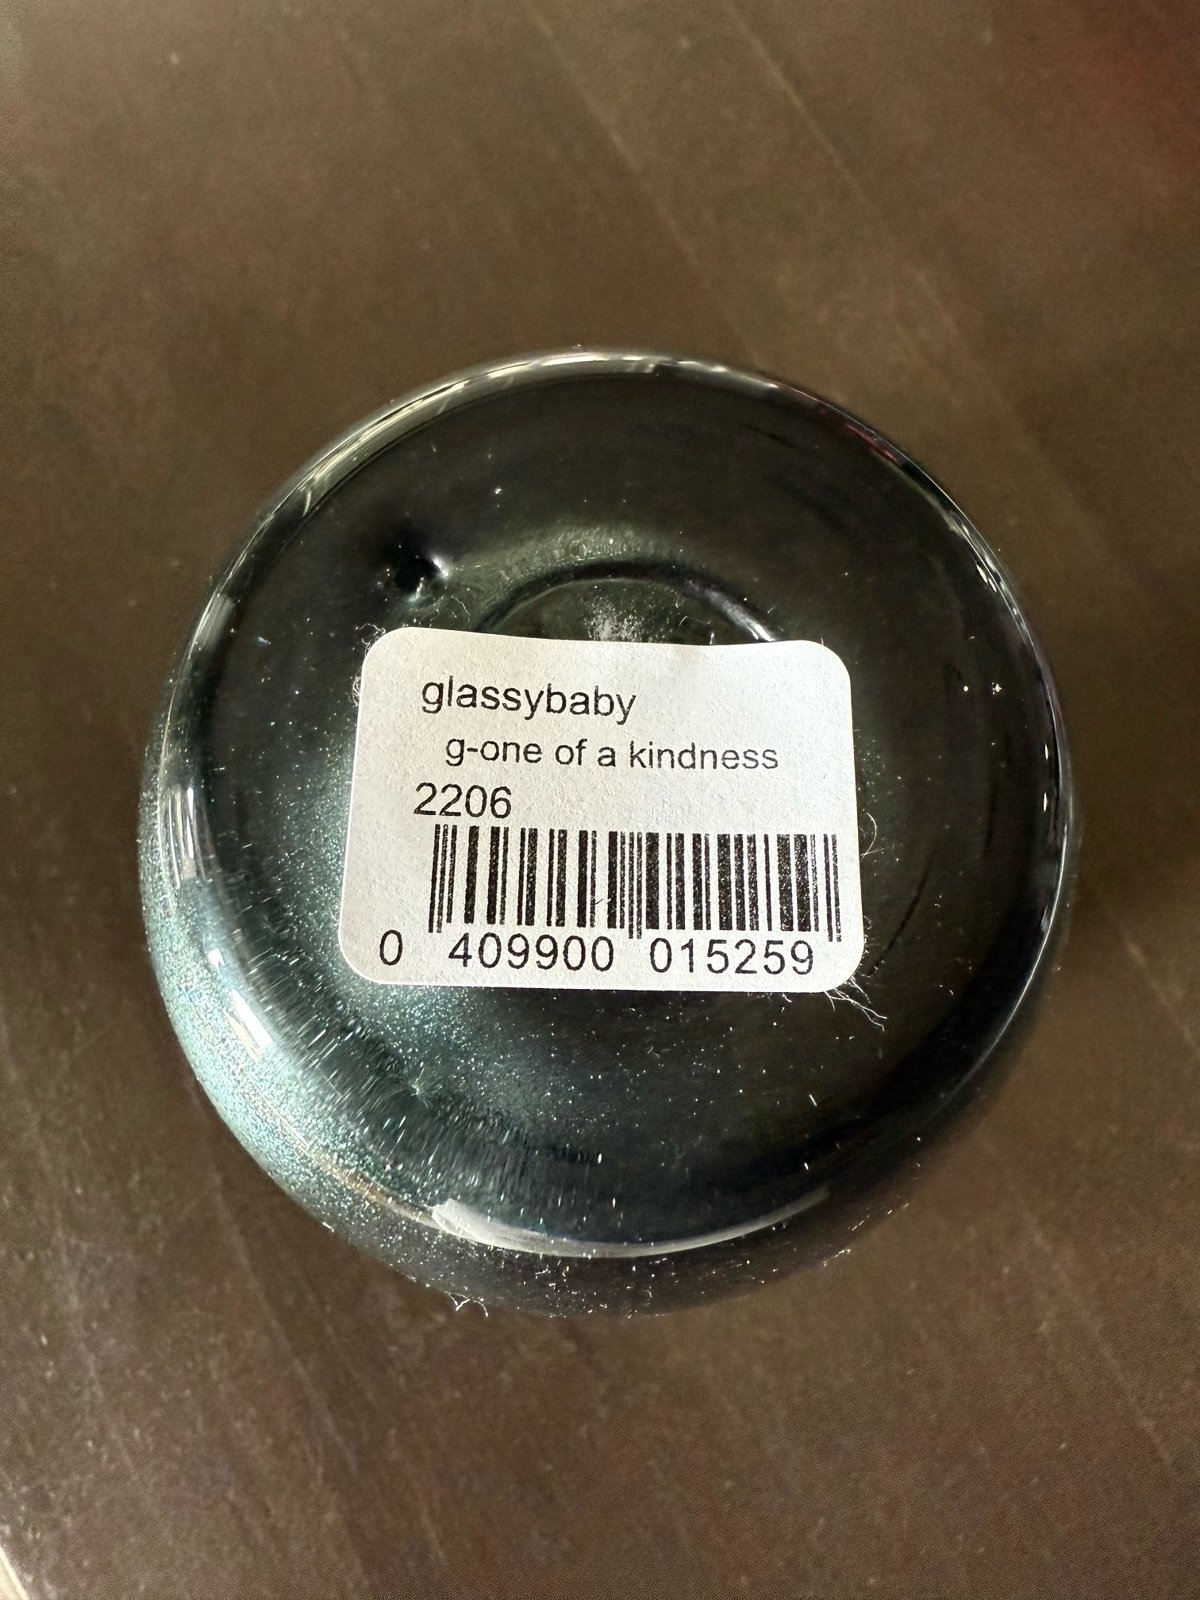 glassybaby
g-one of a kindness
2206
0 409900 015259